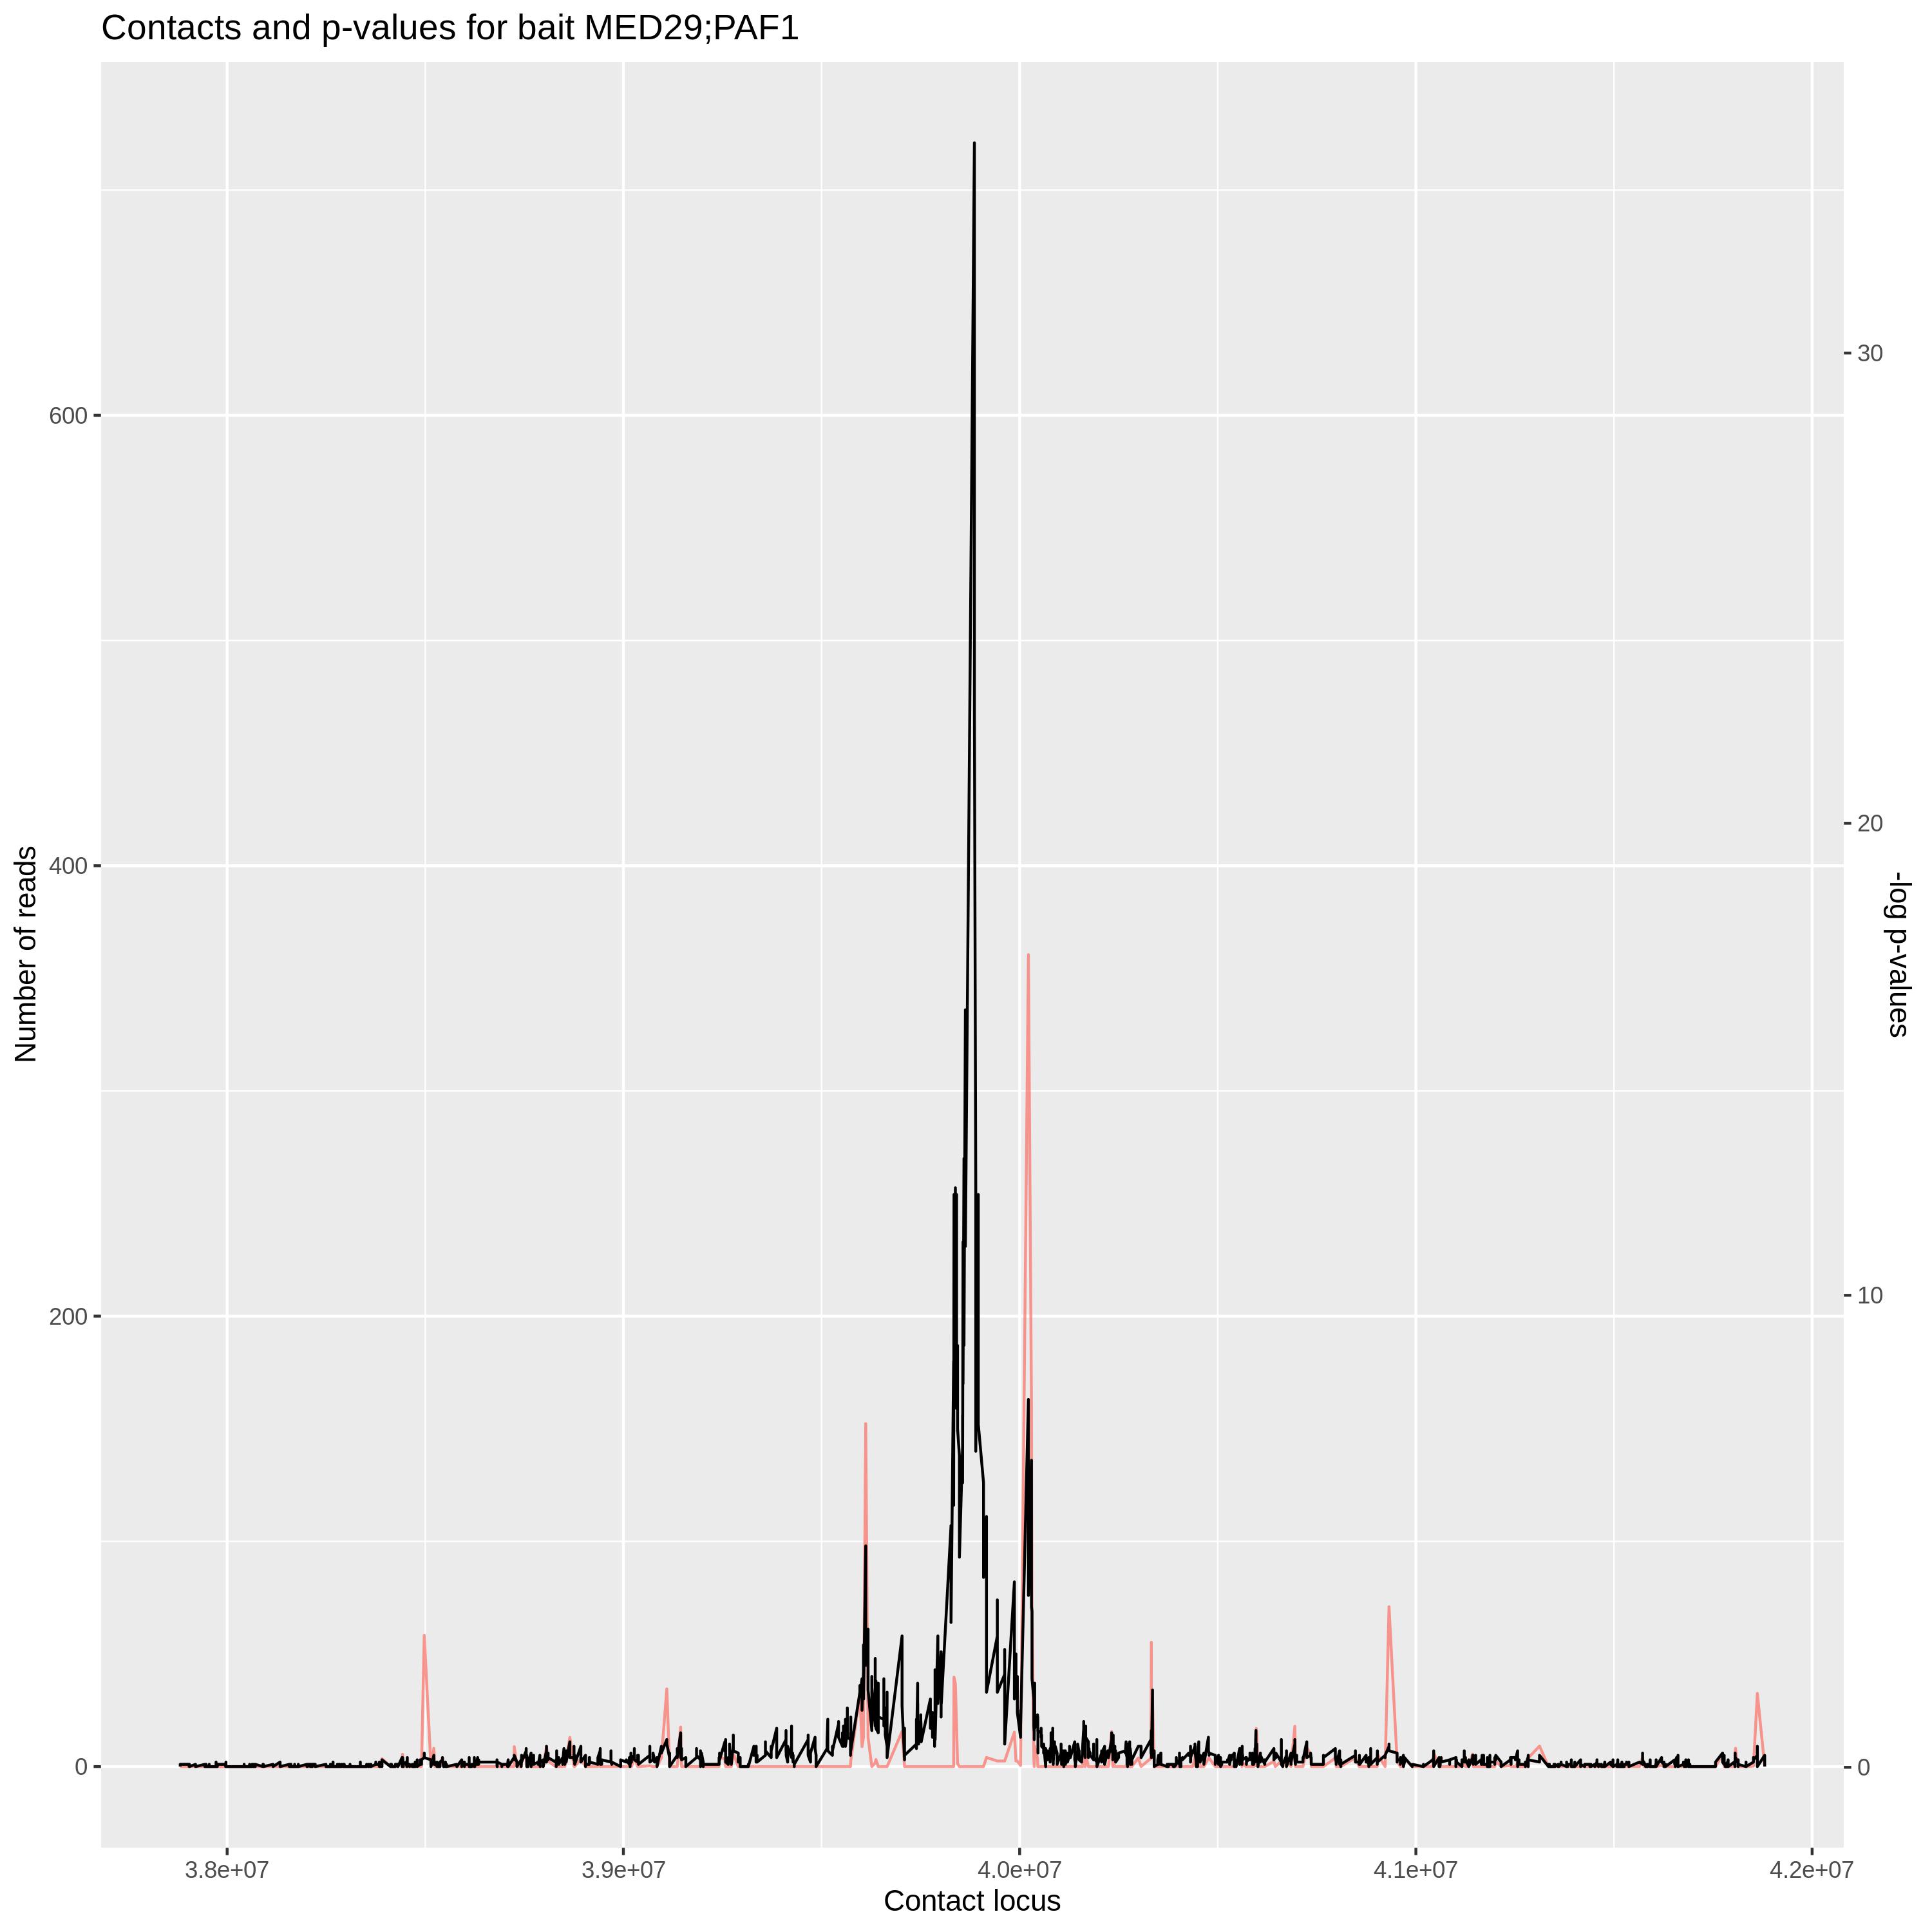 Contacts and p-values for bait MED29;PAF1
600
400
200
0
Number of reads
30
20
10
0
-log p-values
3.8e+07
3.9e+07
4.0e+07
4.1e+07
4.2e+07
Contact locus